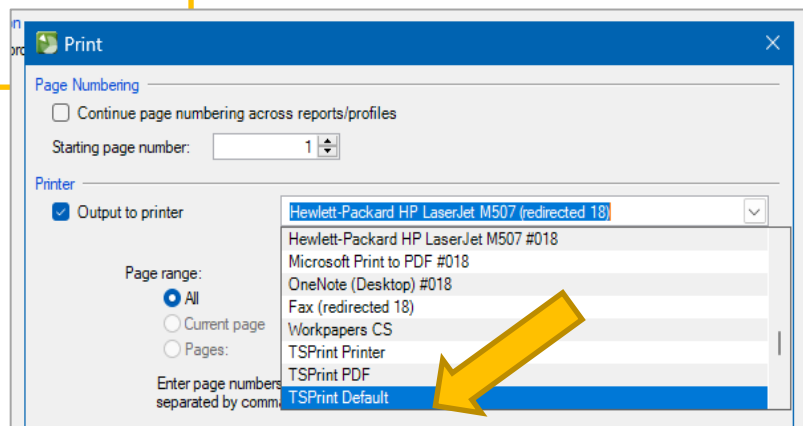 Print
Page Numbering
Continue page numbering across reports/profiles
Starting page number: 1
Printer
Output to printer Hewlett-Packard HP LaserJet M507 (redirected 18)
Hewlett-Packard HP LaserJet M507 #018
Microsoft Print to PDF #018
OneNote (Desktop) #018
Fax (redirected 18)
Workpapers CS
TSPrint Printer
TSPrint PDF
TSPrint Default
Page range:
All
Current page
Pages:
Enter page numbers
separated by comm